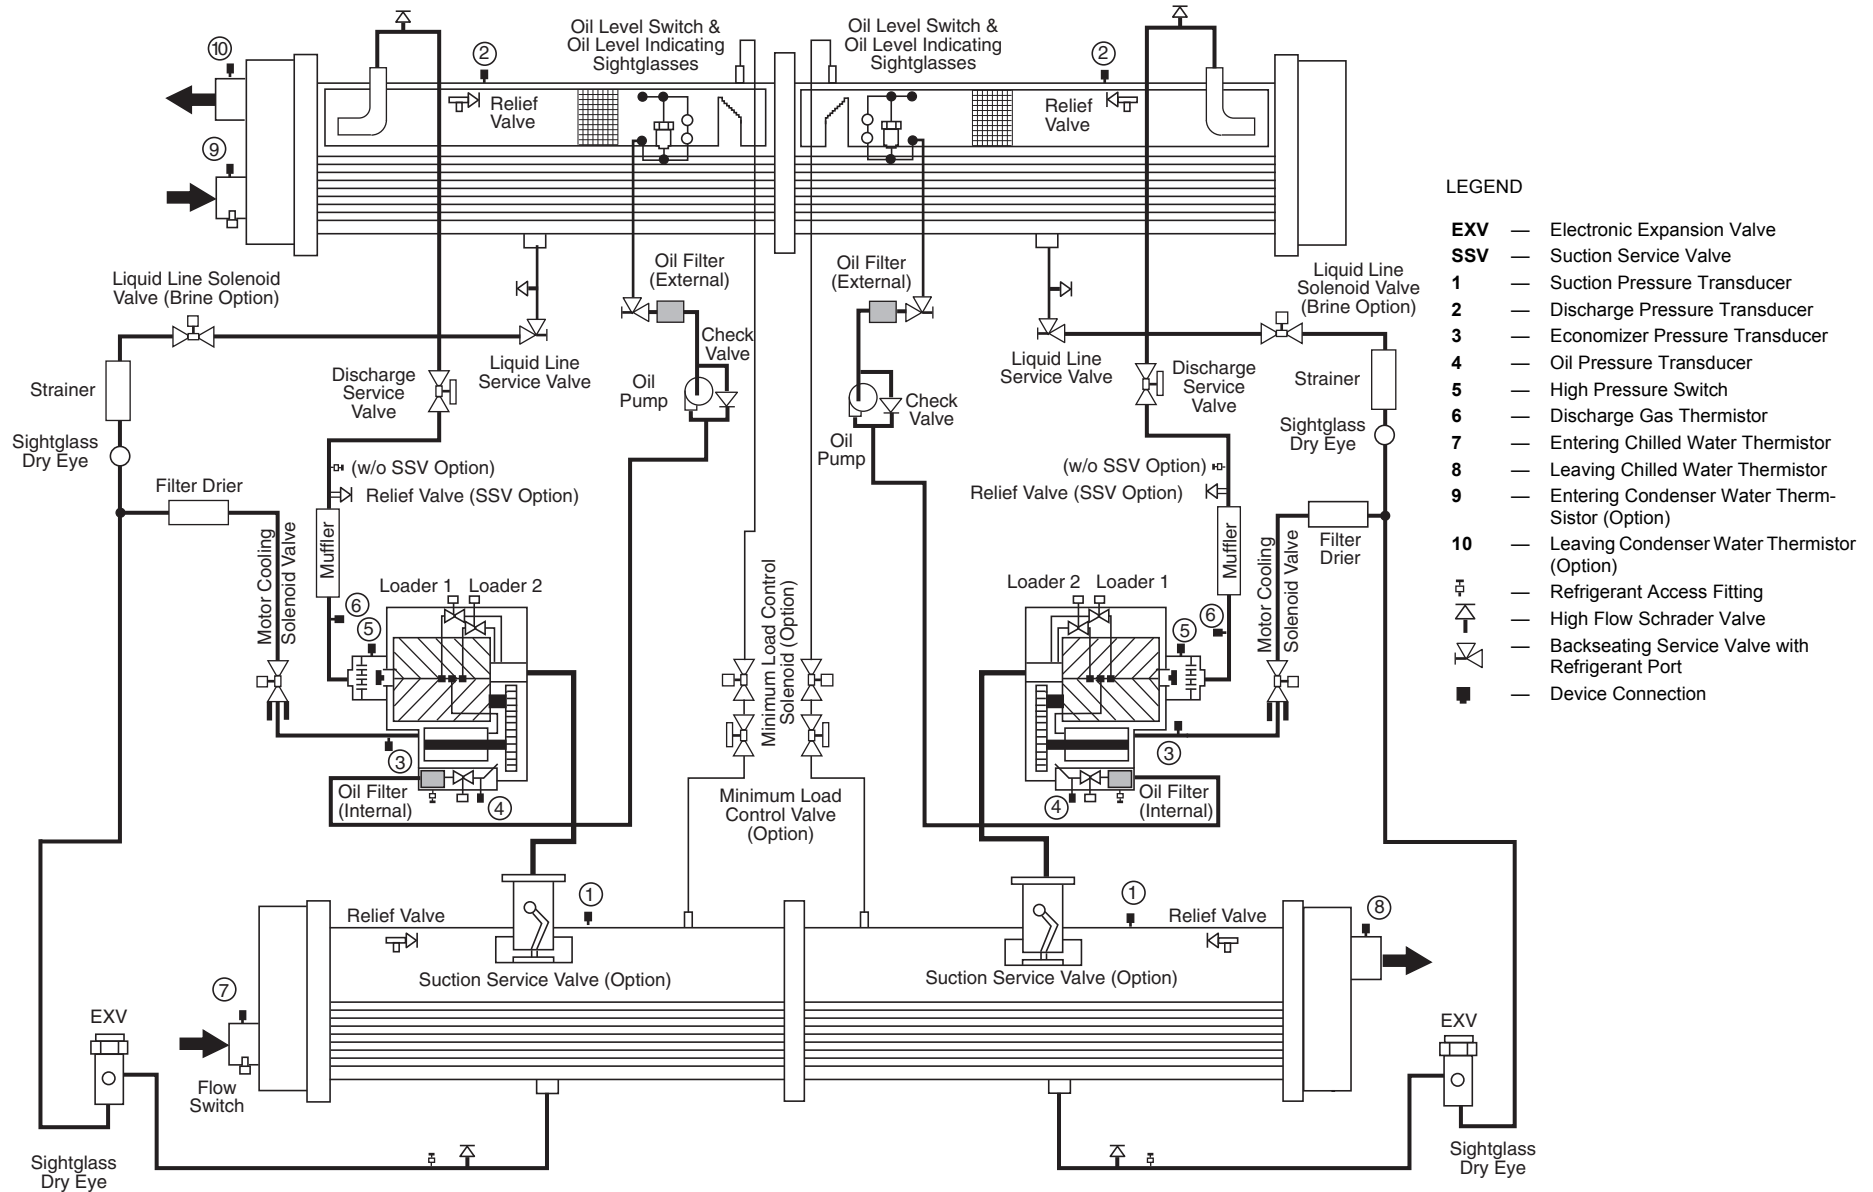 10
2
Oil Level Switch &
Oil Level Indicating
Sightglasses
Oil Level Switch &
Oil Level Indicating
Sightglasses
2
Relief
Valve
Relief
Valve
9
LEGEND
EXV — Electronic Expansion Valve
SSV — Suction Service Valve
1 — Suction Pressure Transducer
2 — Discharge Pressure Transducer
3 — Economizer Pressure Transducer
4 — Oil Pressure Transducer
5 — High Pressure Switch
6 — Discharge Gas Thermistor
7 — Entering Chilled Water Thermistor
8 — Leaving Chilled Water Thermistor
9 — Entering Condenser Water Therm-
Sistor (Option)
10 — Leaving Condenser Water Thermistor
(Option)
— Refrigerant Access Fitting
— High Flow Schrader Valve
— Backseating Service Valve with
Refrigerant Port
— Device Connection
Liquid Line Solenoid
Valve (Brine Option)
Oil Filter
(External)
Oil Filter
(External)
Liquid Line
Solenoid Valve
(Brine Option)
Check
Valve
Liquid Line
Service Valve
Liquid Line
Service Valve
Strainer
Discharge
Service
Valve
Oil
Pump
Check
Valve
Discharge
Service
Valve
Strainer
Sightglass
Dry Eye
Oil
Pump
Sightglass
Dry Eye
(w/o SSV Option)
(w/o SSV Option)
Filter Drier
Relief Valve (SSV Option)
Relief Valve (SSV Option)
Muffler
Muffler
Filter
Drier
Motor Cooling
Solenoid Valve
Motor Cooling
Solenoid Valve
Loader 1
Loader 2
Loader 2
Loader 1
6
5
6
5
Minimum Load Control
Solenoid (Option)
3
3
Oil Filter
(Internal)
4
Minimum Load
Control Valve
(Option)
4
Oil Filter
(Internal)
1
1
Relief Valve
Relief Valve
8
Suction Service Valve (Option)
Suction Service Valve (Option)
7
EXV
EXV
Flow
Switch
Sightglass
Dry Eye
Sightglass
Dry Eye